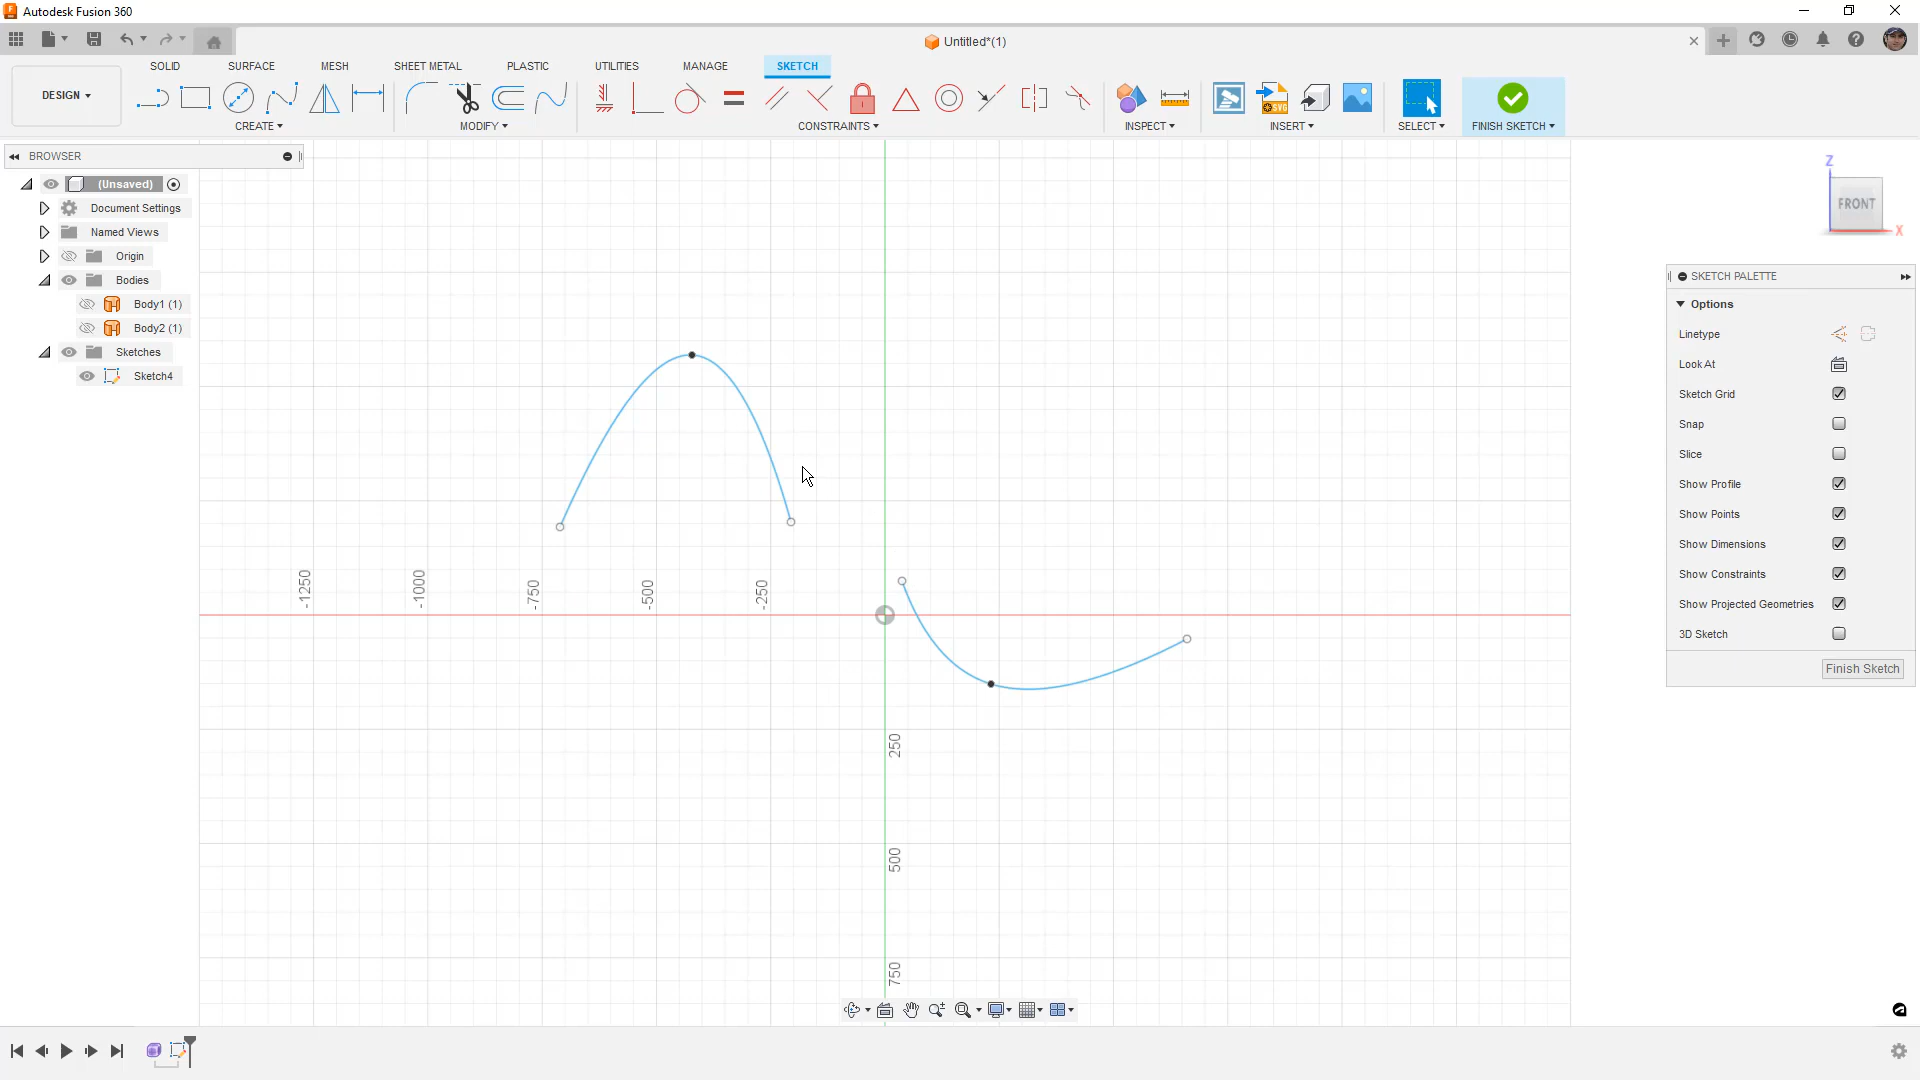 Autodesk Fusion 360
Untitled*(1)
SOLID SURFACE MESH SHEET METAL PLASTIC UTILITIES MANAGE SKETCH
DESIGN
CREATE MODIFY CONSTRAINTS INSPECT INSERT SELECT FINISH SKETCH
BROWSER
(Unsaved)
Document Settings
Named Views
Origin
Bodies
Body1 (1)
Body2 (1)
Sketches
Sketch4
Z
FRONT
X
SKETCH PALETTE
Options
Linetype
Look At
Sketch Grid
Snap
Slice
Show Profile
Show Points
Show Dimensions
Show Constraints
Show Projected Geometries
3D Sketch
Finish Sketch
-1250
-1000
-750
-500
-250
250
500
750